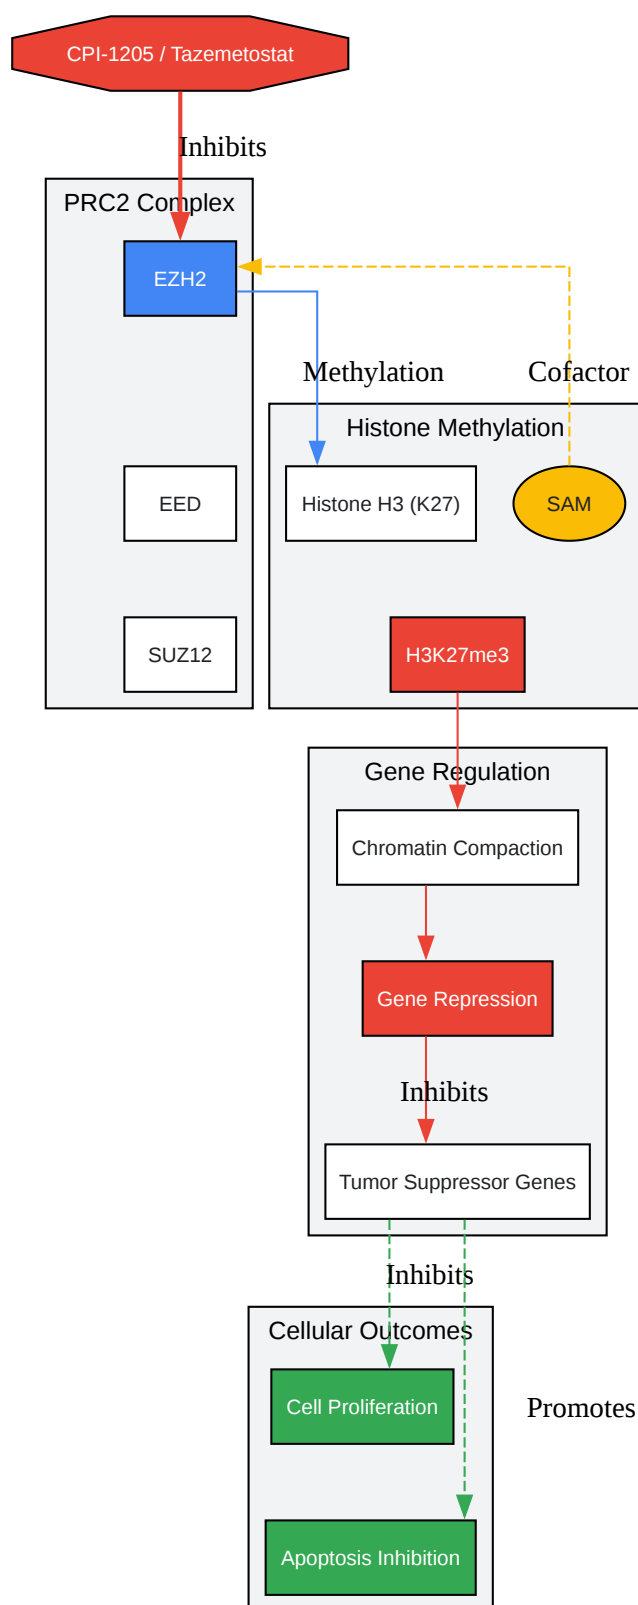 CPI-1205 / Tazemetostat
Inhibits
PRC2 Complex
EZH2
Methylation
Cofactor
Histone Methylation
EED
Histone H3 (K27)
SAM
SUZ12
H3K27me3
Gene Regulation
Chromatin Compaction
Gene Repression
Inhibits
Tumor Suppressor Genes
Inhibits
Cellular Outcomes
Cell Proliferation
Promotes
Apoptosis Inhibition